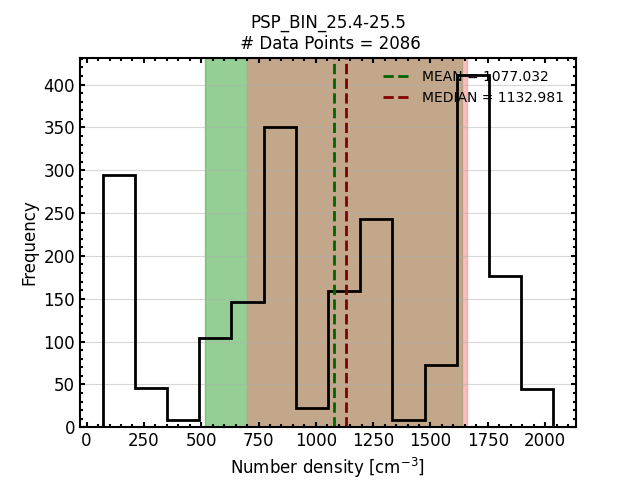 PSP_BIN_25.4-25.5
# Data Points = 2086
MEAN = 1077.032
MEDIAN = 1132.981
400
350
300
250
200
150
100
50
0
Frequency
0 250 500 750 1000 1250 1500 1750 2000
Number density [cm⁻³]